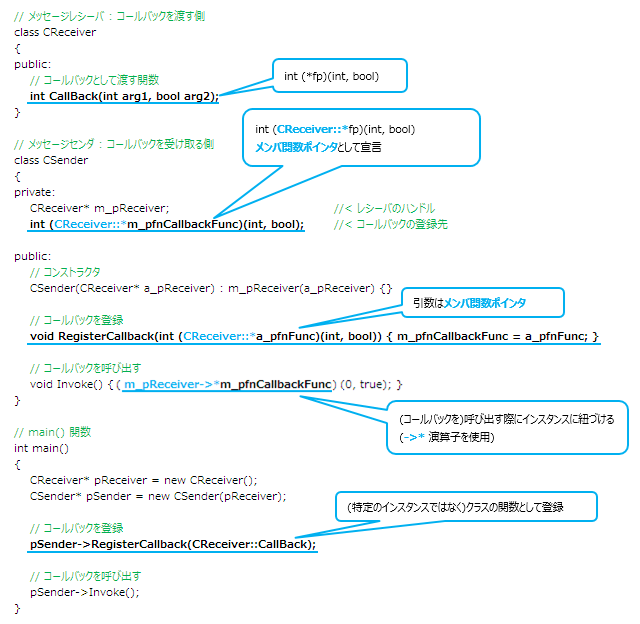 // メッセージレシーバ : コールバックを渡す側
class CReceiver
{
public:
// コールバックとして渡す関数
int (*fp)(int, bool)
int CallBack(int arg1, bool arg2);
}
int (CReceiver::*fp)(int, bool)
メンバ関数ポインタとして宣言
// メッセージセンダ : コールバックを受け取る側
class CSender
{
private:
CReceiver* m_pReceiver; //< レシーバのハンドル
int (CReceiver::*m_pfnCallbackFunc)(int, bool); //< コールバックの登録先
public:
// コンストラクタ
CSender(CReceiver* a_pReceiver) : m_pReceiver(a_pReceiver) {}
引数はメンバ関数ポインタ
// コールバックを登録
void RegisterCallback(int (CReceiver::*a_pfnFunc)(int, bool)) { m_pfnCallbackFunc = a_pfnFunc; }
// コールバックを呼び出す
void Invoke() {( m_pReceiver->*m_pfnCallbackFunc) (0, true); }
}
(コールバックを)呼び出す際にインスタンスに紐づける
(->* 演算子を使用)
// main() 関数
int main()
{
CReceiver* pReceiver = new CReceiver();
CSender* pSender = new CSender(pReceiver);
(特定のインスタンスではなく)クラスの関数として登録
// コールバックを登録
pSender->RegisterCallback(CReceiver::CallBack);
// コールバックを呼び出す
pSender->Invoke();
}